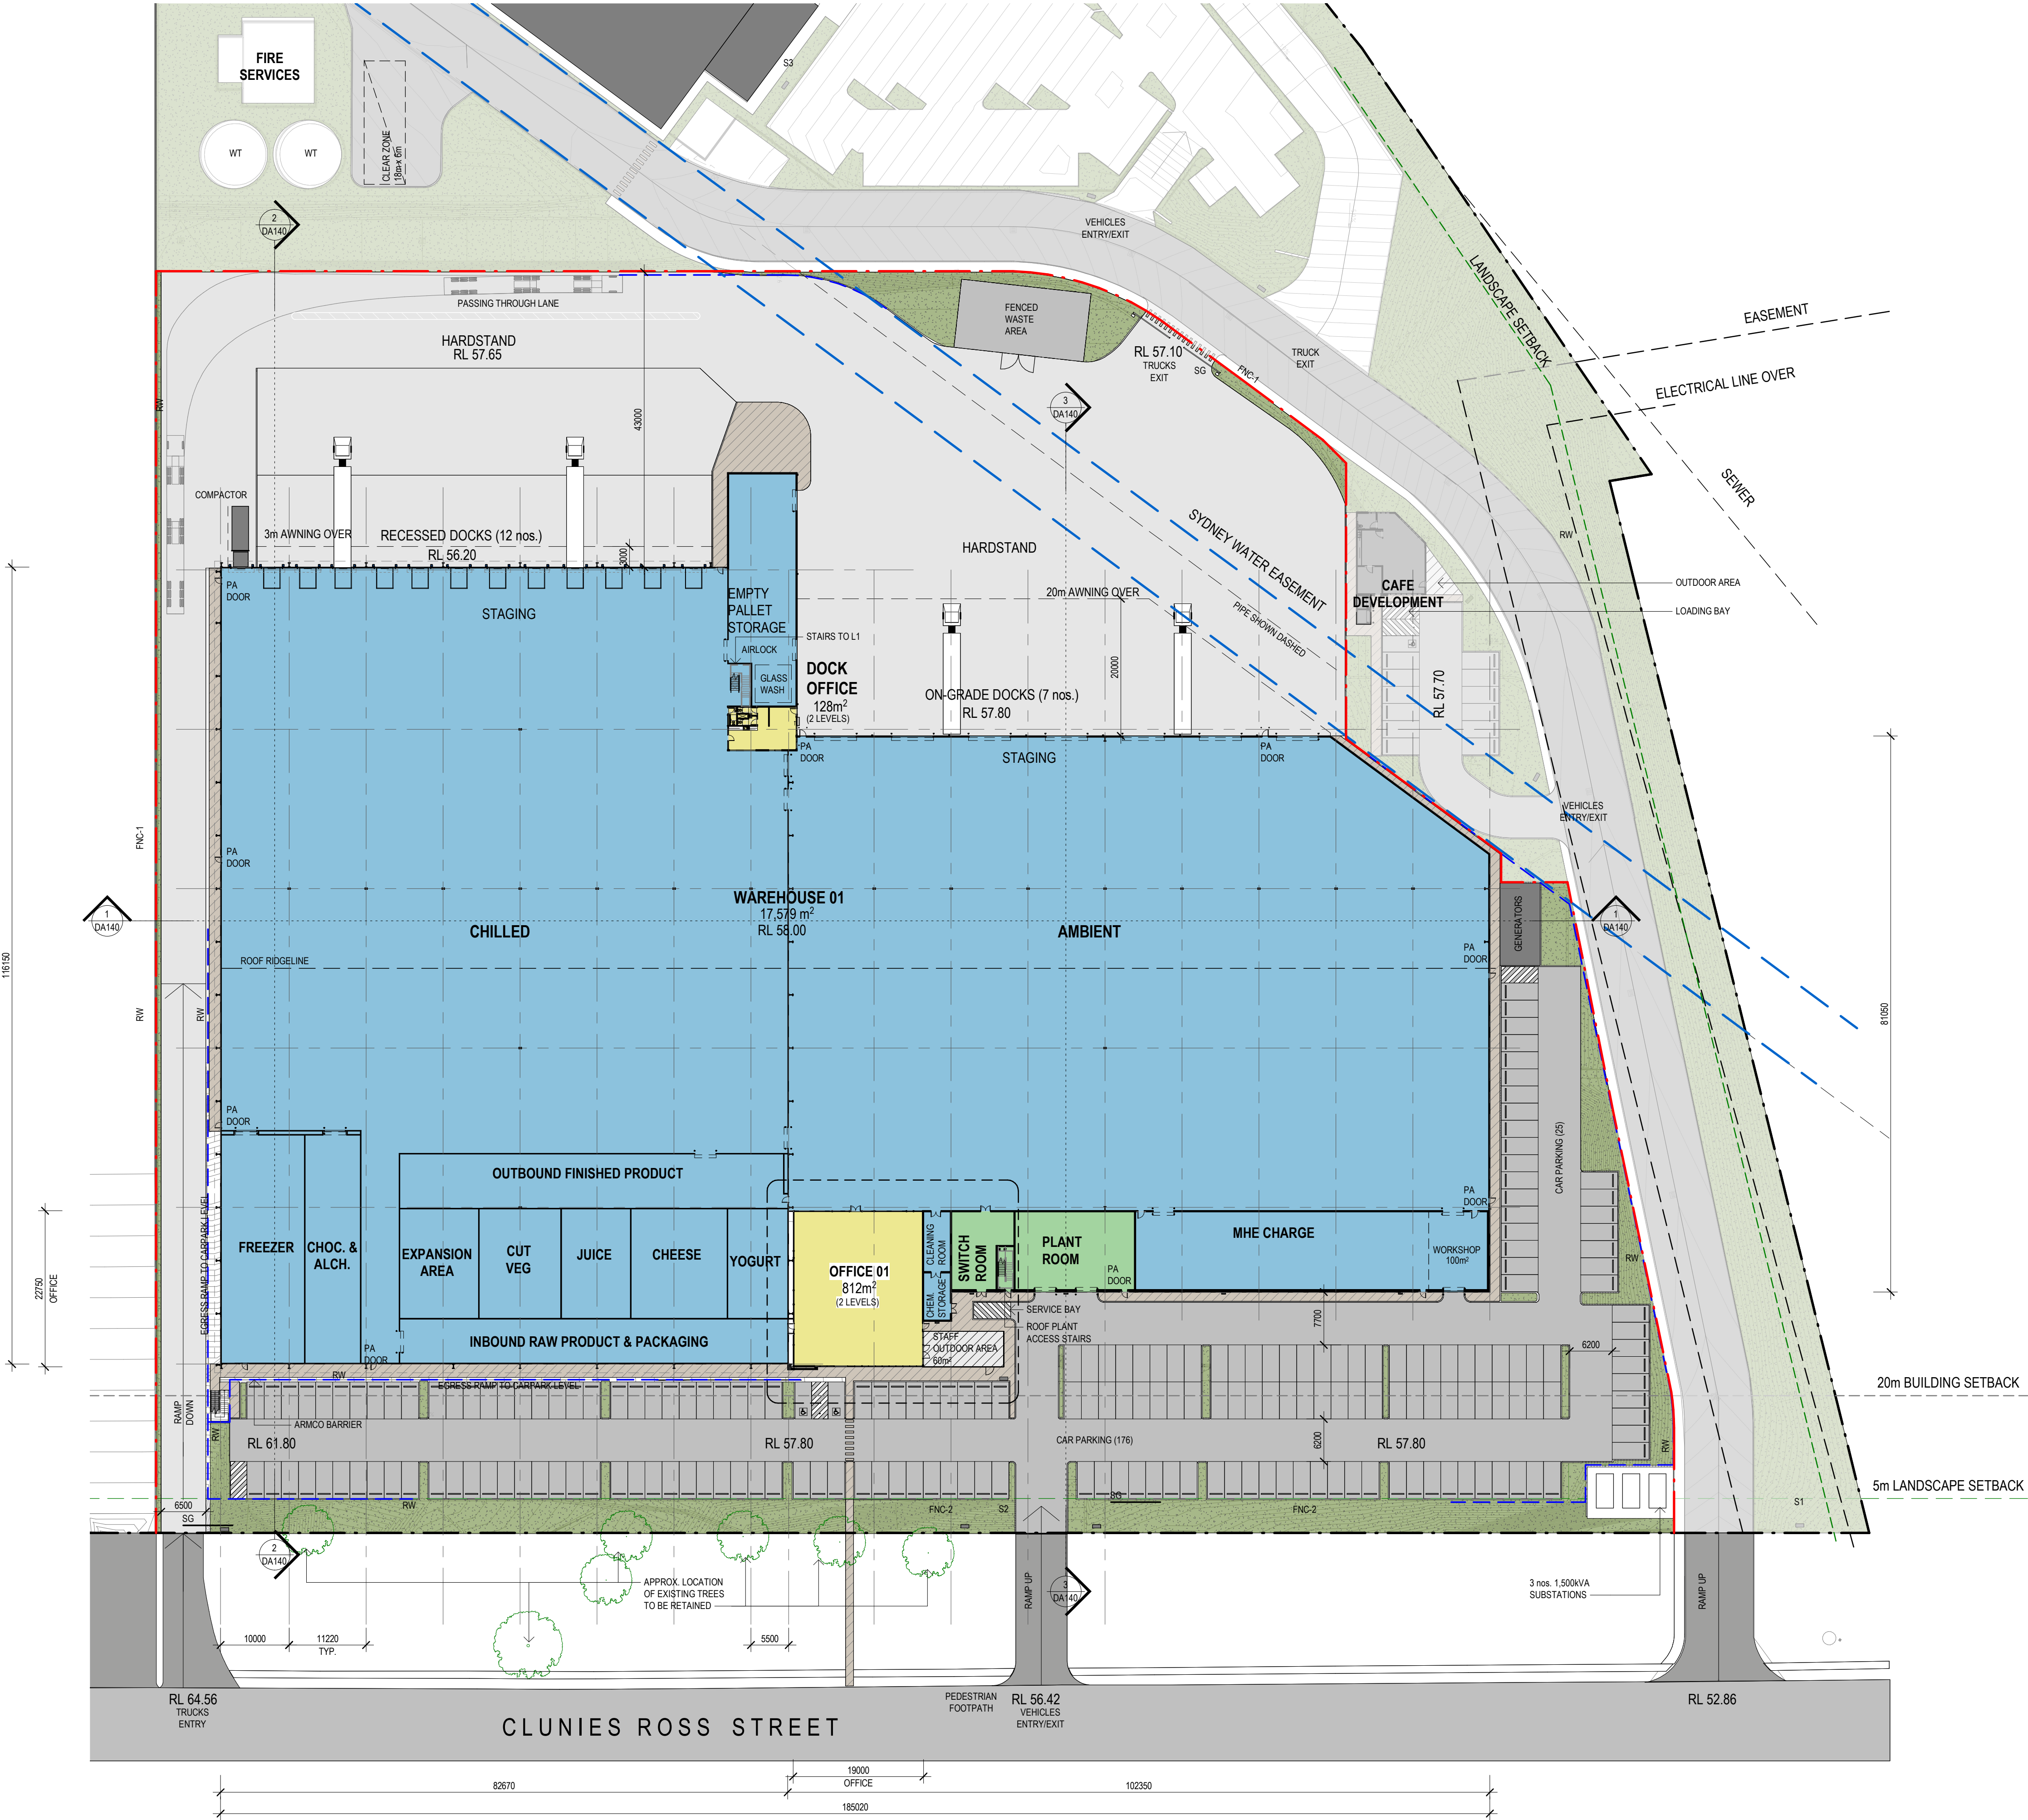 FIRE
SERVICES
WT
WT
CLEAR ZONE
18m x 6m
S3
2
DA140
VEHICLES
ENTRY/EXIT
PASSING THROUGH LANE
HARDSTAND
RL 57.65
FENCED
WASTE
AREA
RL 57.10
TRUCKS
EXIT
SG
FNC-1
TRUCK
EXIT
LANDSCAPE SETBACK
EASEMENT
ELECTRICAL LINE OVER
SEWER
RW
43000
3
DA140
COMPACTOR
3m AWNING OVER
RECESSED DOCKS (12 nos.)
RL 56.20
3000
HARDSTAND
SYDNEY WATER EASEMENT
PIPE SHOWN DASHED
RW
CAFE
DEVELOPMENT
OUTDOOR AREA
LOADING BAY
RL 57.70
PA
DOOR
STAGING
EMPTY
PALLET
STORAGE
STAIRS TO L1
AIRLOCK
GLASS
WASH
DOCK
OFFICE
128m²
(2 LEVELS)
20m AWNING OVER
20000
ON-GRADE DOCKS (7 nos.)
RL 57.80
PA
DOOR
STAGING
PA
DOOR
VEHICLES
ENTRY/EXIT
116150
FNC-1
PA
DOOR
1
DA140
WAREHOUSE 01
17,579 m²
RL 58.00
CHILLED
AMBIENT
ROOF RIDGELINE
PA
DOOR
GENERATORS
1
DA140
RW
RW
81050
PA
DOOR
CAR PARKING (25)
OUTBOUND FINISHED PRODUCT
PA
DOOR
EGRESS RAMP TO CARPARK LEVEL
22750
OFFICE
FREEZER
CHOC. &
ALCH.
EXPANSION
AREA
CUT
VEG
JUICE
CHEESE
YOGURT
OFFICE 01
812m²
(2 LEVELS)
CLEANING
ROOM
CHEM.
STORAGE
SWITCH
ROOM
PLANT
ROOM
PA
DOOR
MHE CHARGE
WORKSHOP
100m²
RW
SERVICE BAY
ROOF PLANT
ACCESS STAIRS
STAFF
OUTDOOR AREA
60m²
7700
6200
INBOUND RAW PRODUCT & PACKAGING
PA
DOOR
RW
EGRESS RAMP TO CARPARK LEVEL
20m BUILDING SETBACK
RAMP
DOWN
RW
ARMCO BARRIER
RL 61.80
RL 57.80
CAR PARKING (176)
6200
RL 57.80
RW
6500
SG
RW
FNC-2
S2
SG
FNC-2
S1
5m LANDSCAPE SETBACK
2
DA140
APPROX. LOCATION
OF EXISTING TREES
TO BE RETAINED
RAMP UP
3
DA140
3 nos. 1,500kVA
SUBSTATIONS
RAMP UP
10000
11220
TYP.
5500
RL 64.56
TRUCKS
ENTRY
CLUNIES ROSS STREET
PEDESTRIAN
FOOTPATH
RL 56.42
VEHICLES
ENTRY/EXIT
RL 52.86
19000
OFFICE
82670
102350
185020